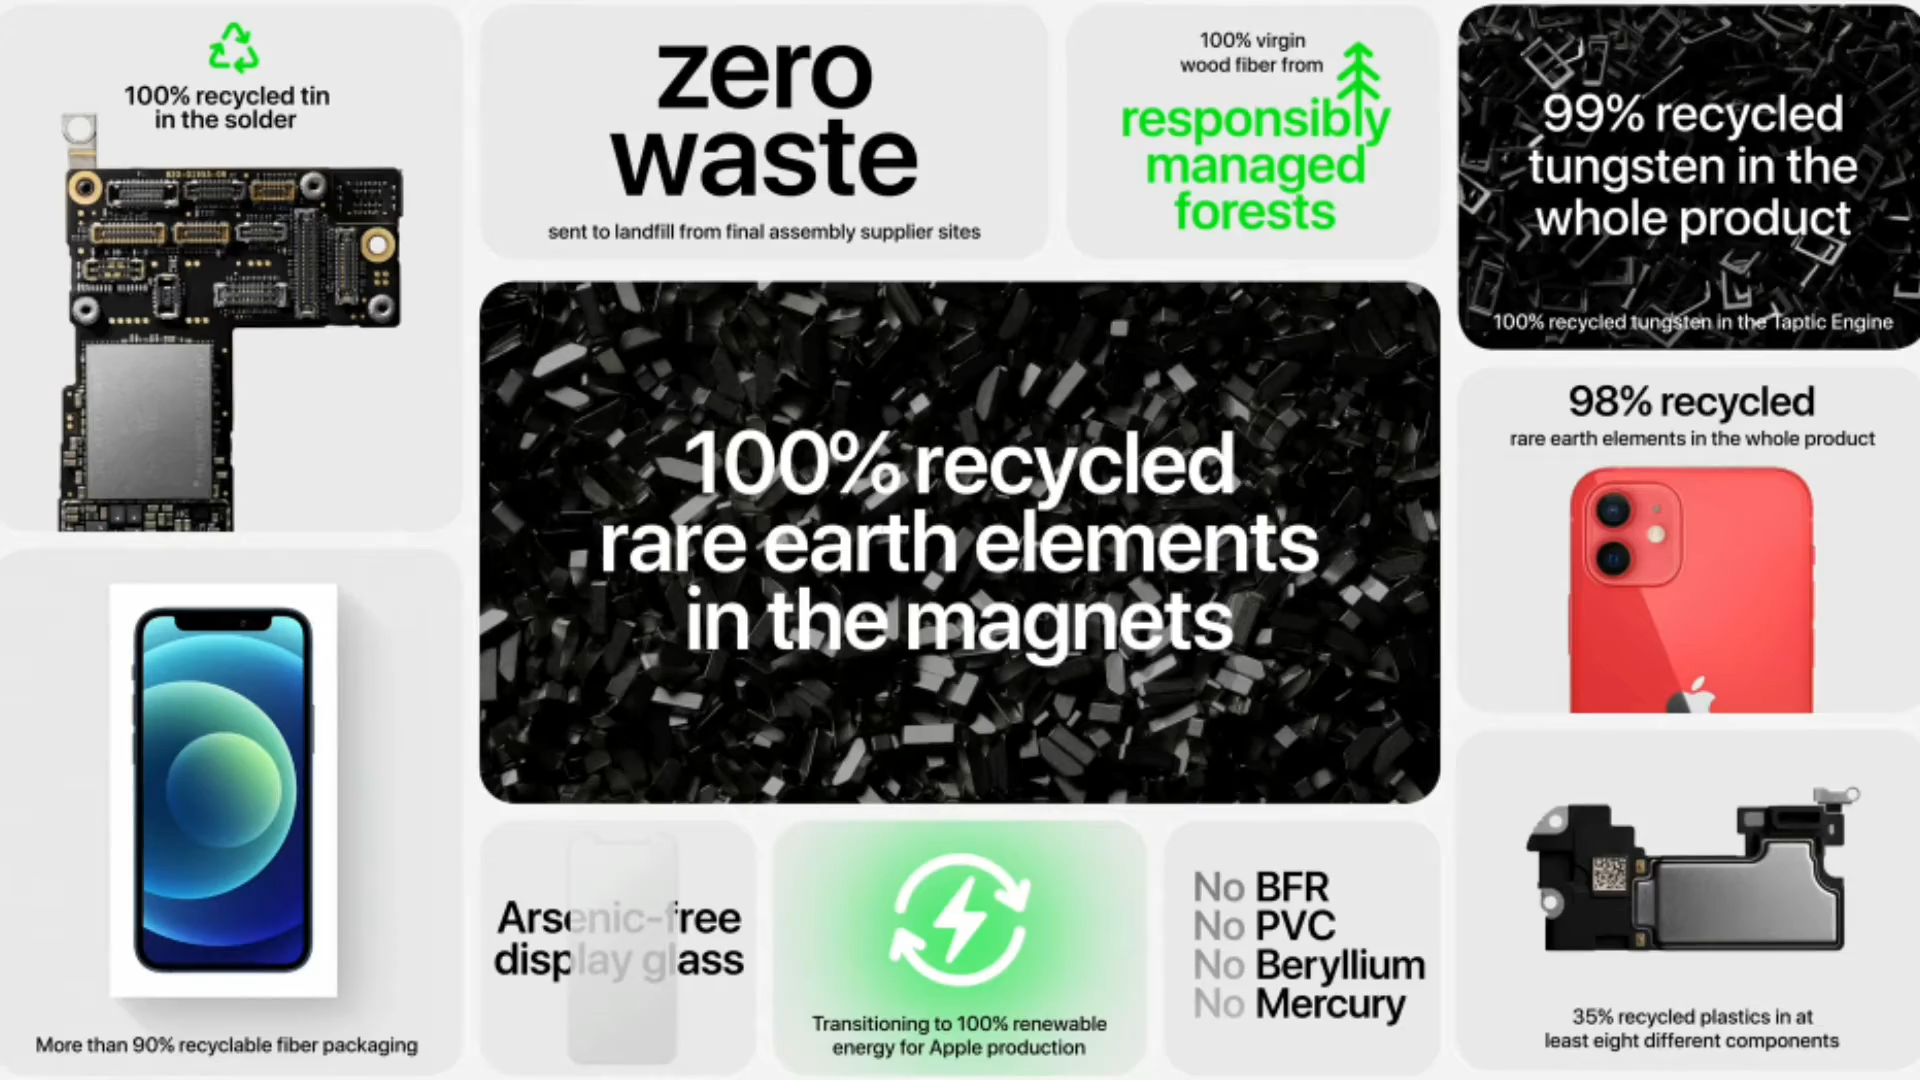 100% recycled tin
in the solder
zero
waste
sent to landfill from final assembly supplier sites
100% virgin
wood fiber from
responsibly
managed
forests
99% recycled
tungsten in the
whole product
100% recycled tungsten in the Taptic Engine
100% recycled
rare earth elements
in the magnets
98% recycled
rare earth elements in the whole product
More than 90% recyclable fiber packaging
Arsenic-free
display glass
Transitioning to 100% renewable
energy for Apple production
No BFR
No PVC
No Beryllium
No Mercury
35% recycled plastics in at
least eight different components